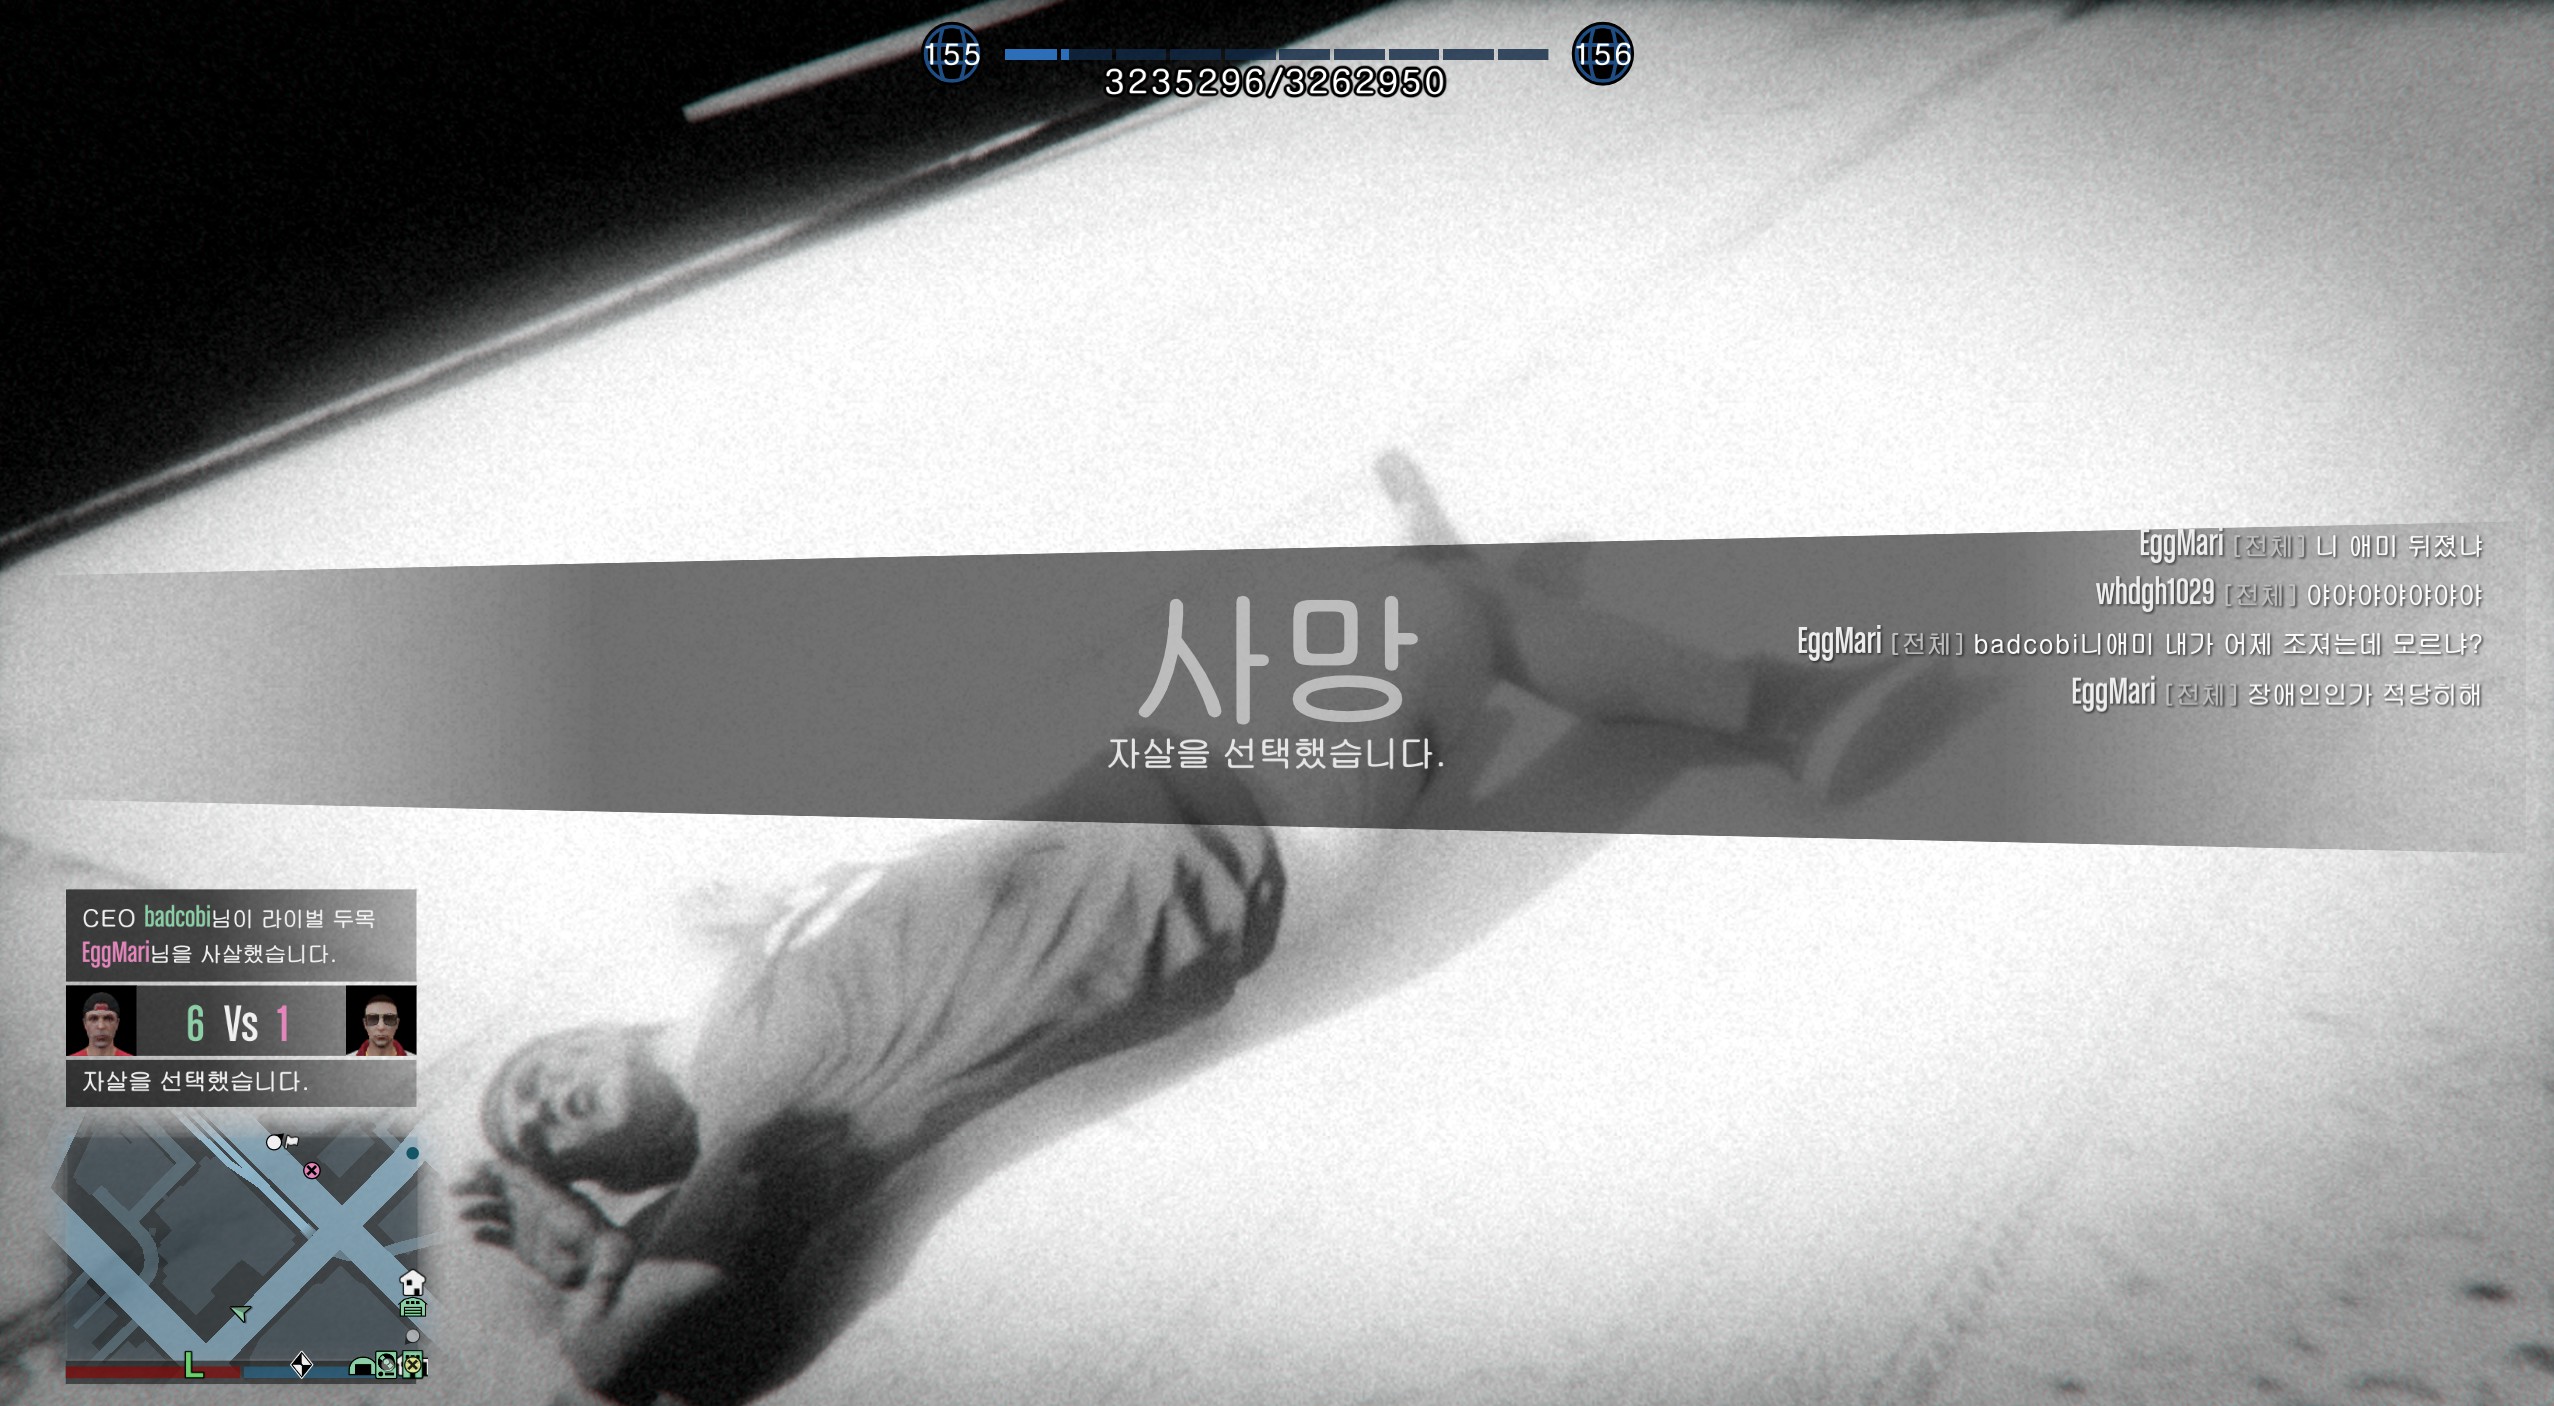 155
156
3235296/3262950
EggMari [전체] 니 애미 뒤졌냐
whdgh1029 [전체] 야야야야야야야
EggMari [전체] badcobi니애미 내가 어제 조져는데 모르냐?
EggMari [전체] 장애인인가 적당히해
사망
자살을 선택했습니다.
CEO badcobi님이 라이벌 두목
EggMari님을 사살했습니다.
6 Vs 1
자살을 선택했습니다.
L